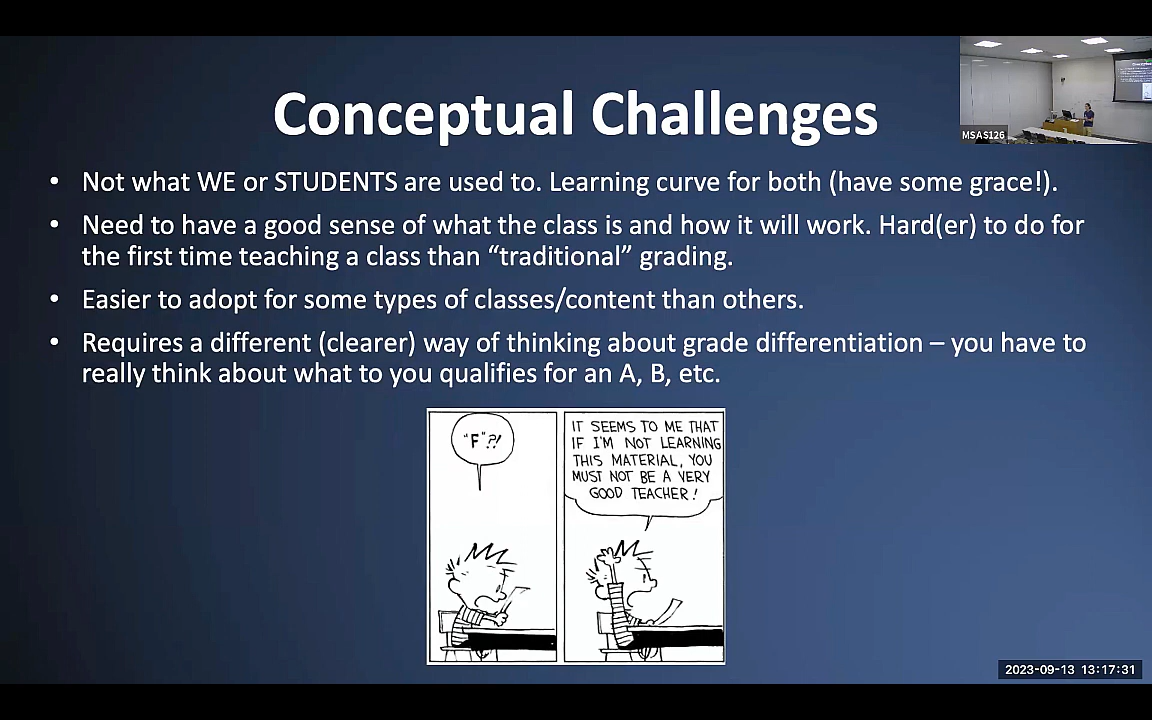 Conceptual Challenges
MSAS126
• Not what WE or STUDENTS are used to. Learning curve for both (have some grace!).
• Need to have a good sense of what the class is and how it will work. Hard(er) to do for
the first time teaching a class than “traditional” grading.
• Easier to adopt for some types of classes/content than others.
• Requires a different (clearer) way of thinking about grade differentiation – you have to
really think about what to you qualifies for an A, B, etc.
"F"?!
IT SEEMS TO ME THAT
IF I'M NOT LEARNING
THIS MATERIAL, YOU
MUST NOT BE A VERY
GOOD TEACHER!
2023-09-13 13:17:31